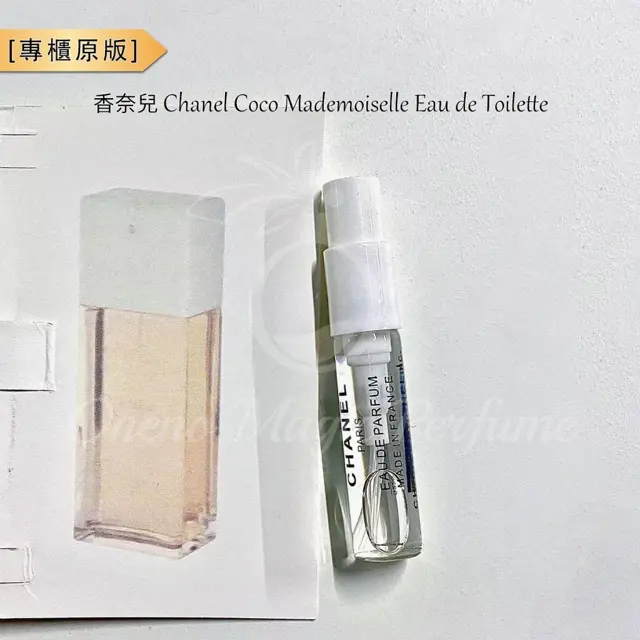 [專櫃原版]
香奈兒 Chanel Coco Mademoiselle Eau de Toilette
CHANEL
PARIS
EAU DE PARFUM
MADE IN FRANCE